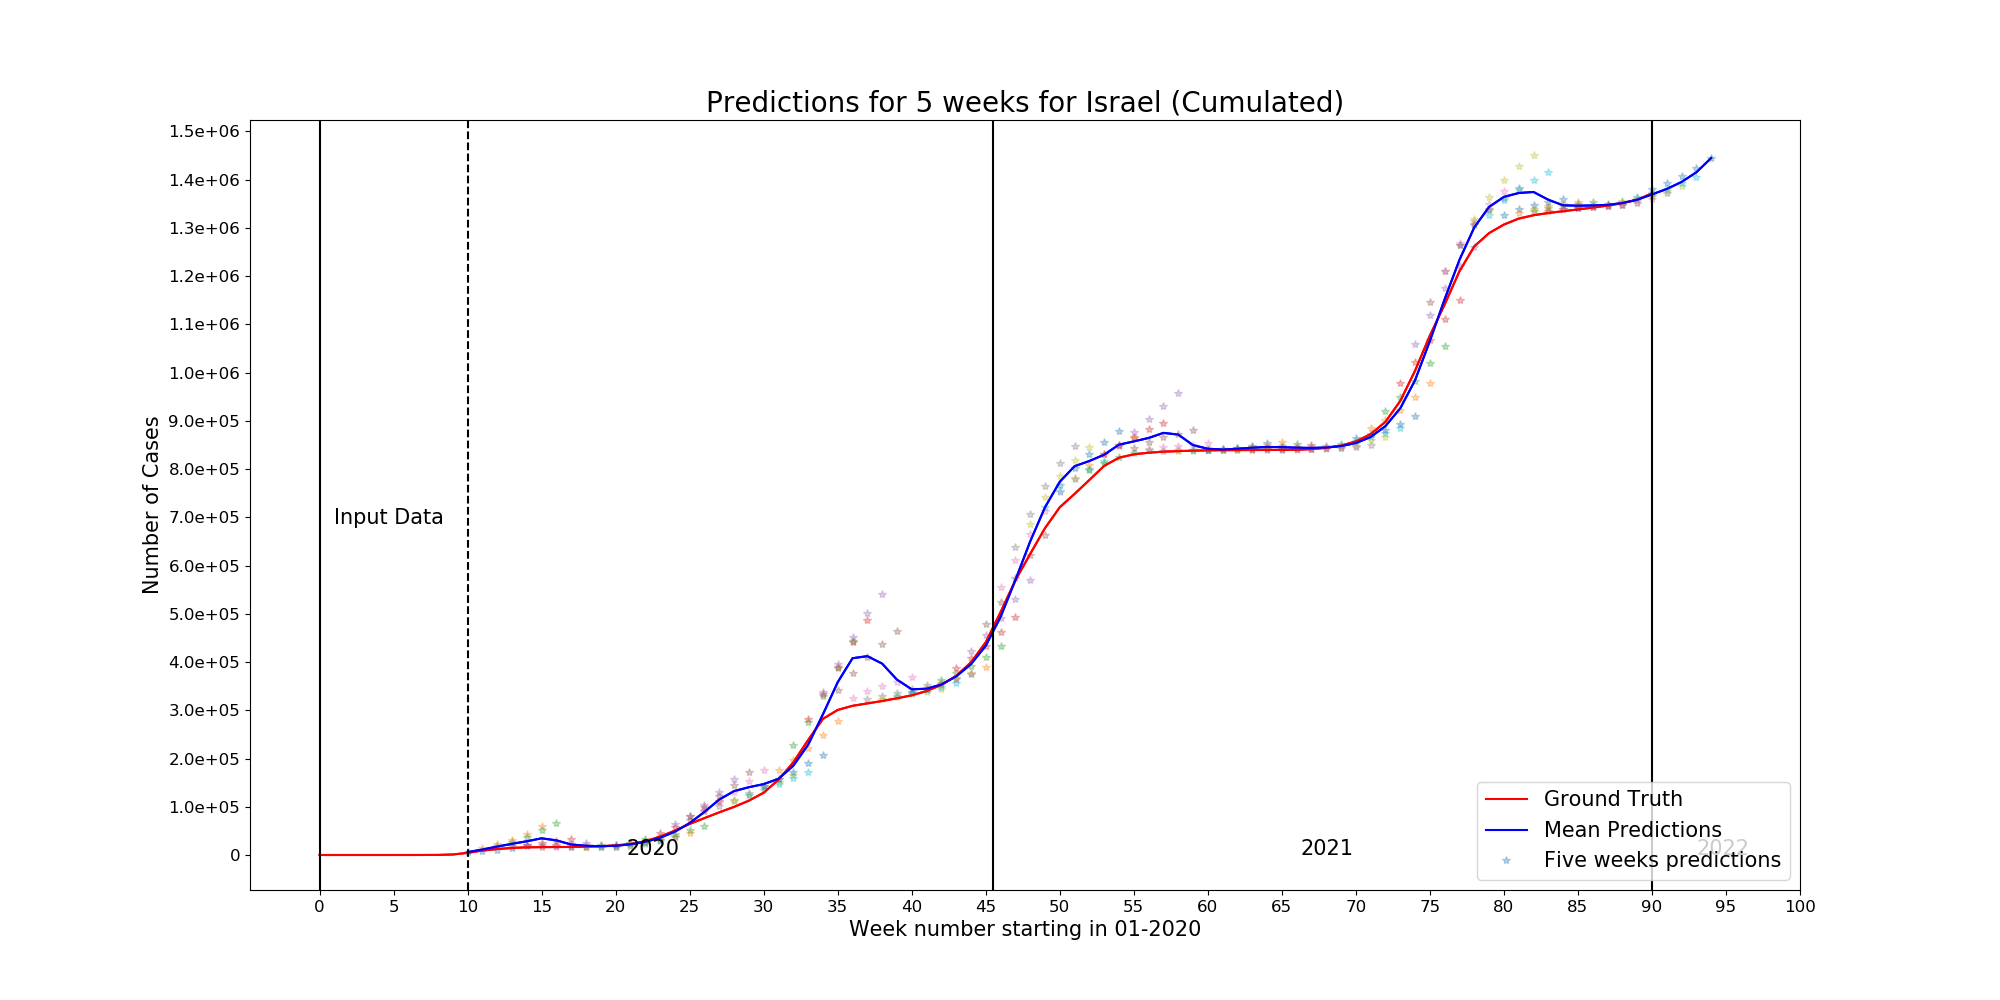 Predictions for 5 weeks for Israel (Cumulated)
1.5e+06
1.4e+06
1.3e+06
1.2e+06
1.1e+06
1.0e+06
9.0e+05
8.0e+05
7.0e+05
6.0e+05
5.0e+05
4.0e+05
3.0e+05
2.0e+05
1.0e+05
0
Number of Cases
Input Data
2020
2021
2022
Ground Truth
Mean Predictions
Five weeks predictions
0 5 10 15 20 25 30 35 40 45 50 55 60 65 70 75 80 85 90 95 100
Week number starting in 01-2020